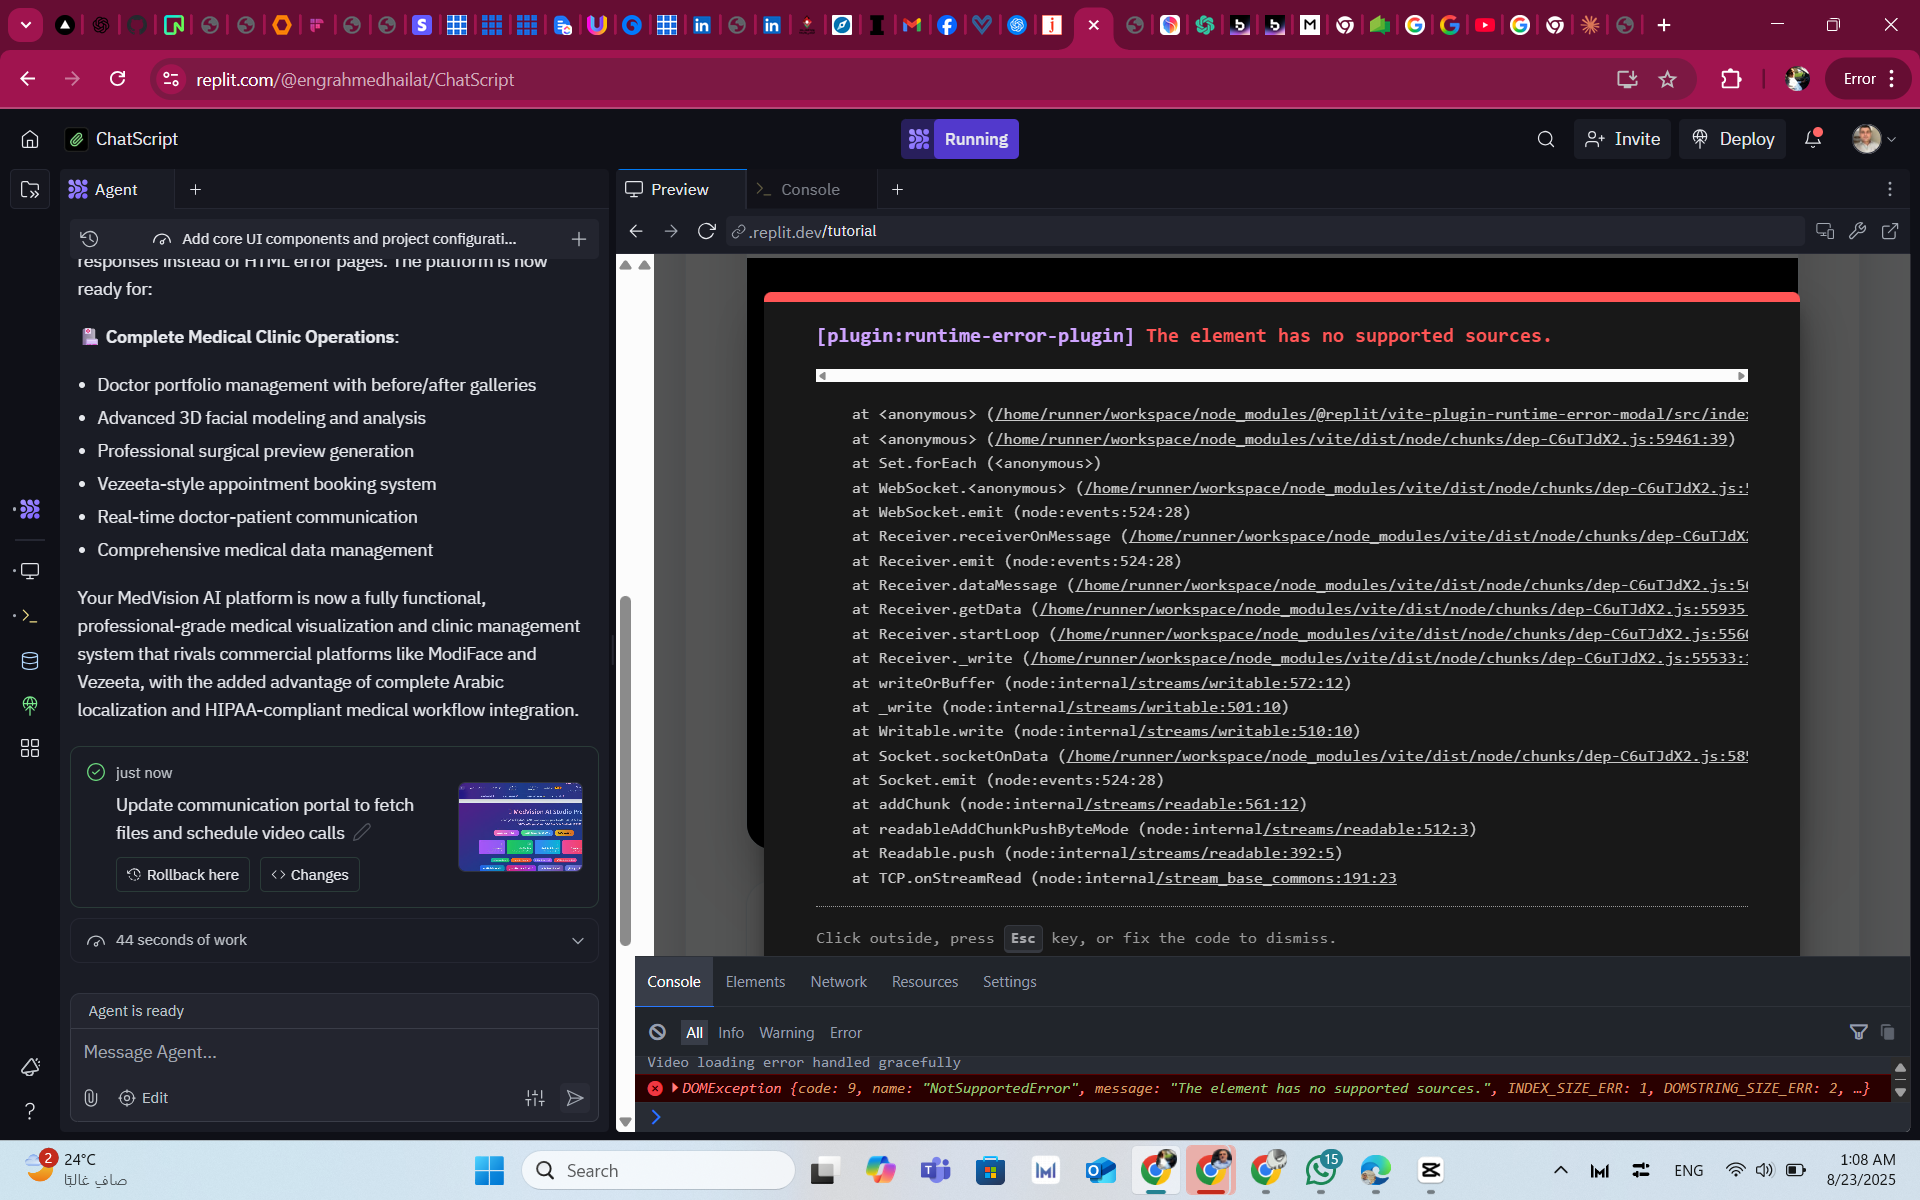 replit.com/@engrahmedhailat/ChatScript
Error
ChatScript
Running
Invite
Deploy
Agent
Preview
Console
Add core UI components and project configurati...
.replit.dev/tutorial
responses instead of HTML error pages. The platform is now
ready for:
Complete Medical Clinic Operations:
• Doctor portfolio management with before/after galleries
• Advanced 3D facial modeling and analysis
• Professional surgical preview generation
• Vezeeta-style appointment booking system
• Real-time doctor-patient communication
• Comprehensive medical data management
Your MedVision AI platform is now a fully functional,
professional-grade medical visualization and clinic management
system that rivals commercial platforms like ModiFace and
Vezeeta, with the added advantage of complete Arabic
localization and HIPAA-compliant medical workflow integration.
just now
Update communication portal to fetch
files and schedule video calls
Rollback here
Changes
44 seconds of work
Agent is ready
Message Agent...
Edit
[plugin:runtime-error-plugin] The element has no supported sources.
at <anonymous> (/home/runner/workspace/node_modules/@replit/vite-plugin-runtime-error-modal/src/index
at <anonymous> (/home/runner/workspace/node_modules/vite/dist/node/chunks/dep-C6uTJdX2.js:59461:39)
at Set.forEach (<anonymous>)
at WebSocket.<anonymous> (/home/runner/workspace/node_modules/vite/dist/node/chunks/dep-C6uTJdX2.js:5
at WebSocket.emit (node:events:524:28)
at Receiver.receiverOnMessage (/home/runner/workspace/node_modules/vite/dist/node/chunks/dep-C6uTJdX2
at Receiver.emit (node:events:524:28)
at Receiver.dataMessage (/home/runner/workspace/node_modules/vite/dist/node/chunks/dep-C6uTJdX2.js:56
at Receiver.getData (/home/runner/workspace/node_modules/vite/dist/node/chunks/dep-C6uTJdX2.js:55935
at Receiver.startLoop (/home/runner/workspace/node_modules/vite/dist/node/chunks/dep-C6uTJdX2.js:5560
at Receiver._write (/home/runner/workspace/node_modules/vite/dist/node/chunks/dep-C6uTJdX2.js:55533:1
at writeOrBuffer (node:internal/streams/writable:572:12)
at _write (node:internal/streams/writable:501:10)
at Writable.write (node:internal/streams/writable:510:10)
at Socket.socketOnData (/home/runner/workspace/node_modules/vite/dist/node/chunks/dep-C6uTJdX2.js:585
at Socket.emit (node:events:524:28)
at addChunk (node:internal/streams/readable:561:12)
at readableAddChunkPushByteMode (node:internal/streams/readable:512:3)
at Readable.push (node:internal/streams/readable:392:5)
at TCP.onStreamRead (node:internal/stream_base_commons:191:23
Click outside, press Esc key, or fix the code to dismiss.
Console Elements Network Resources Settings
All Info Warning Error
Video loading error handled gracefully
DOMException {code: 9, name: "NotSupportedError", message: "The element has no supported sources.", INDEX_SIZE_ERR: 1, DOMSTRING_SIZE_ERR: 2, …}
2
24°C
صافٍ غالبًا
Search
15
ENG
1:08 AM
8/23/2025